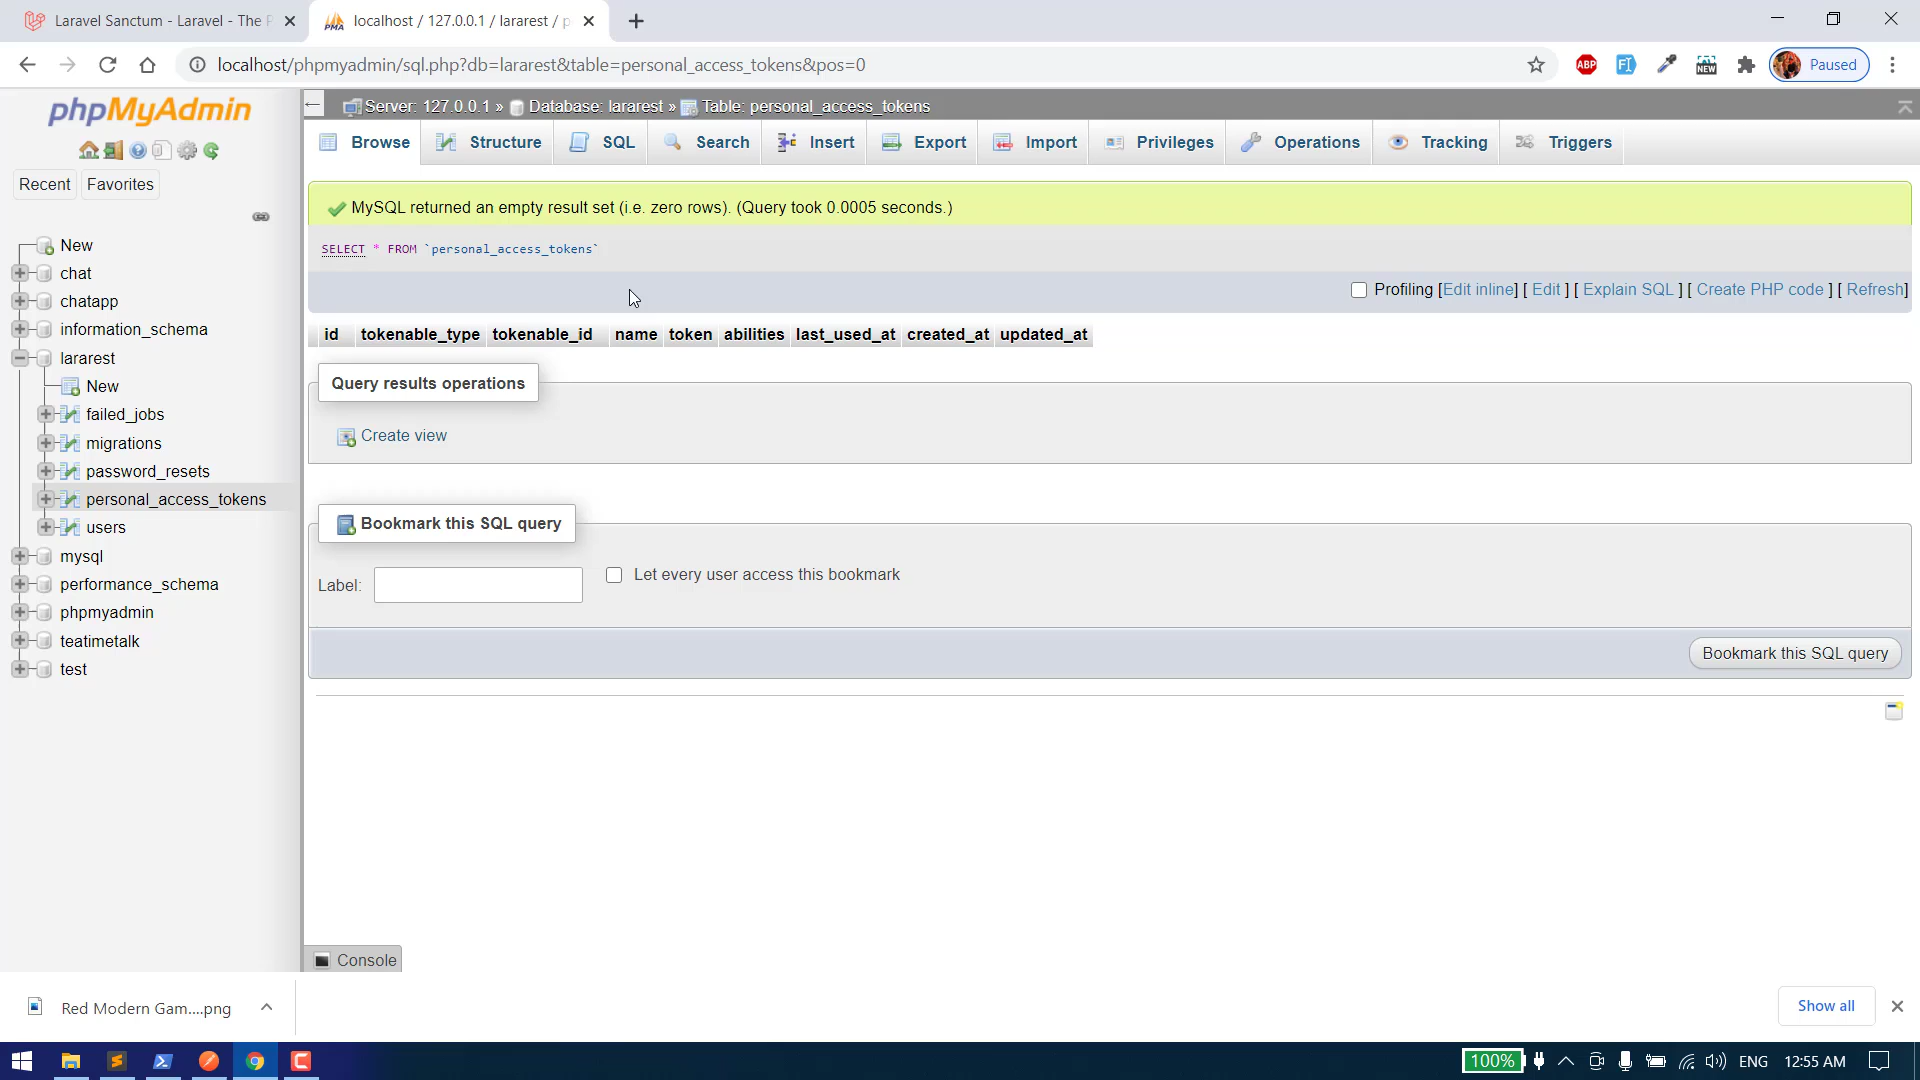 Laravel Sanctum - Laravel - The P
localhost / 127.0.0.1 / lararest / p
localhost/phpmyadmin/sql.php?db=lararest&table=personal_access_tokens&pos=0
ABP
NEW
Paused
phpMyAdmin
Recent
Favorites
New
chat
chatapp
information_schema
lararest
New
failed_jobs
migrations
password_resets
personal_access_tokens
users
mysql
performance_schema
phpmyadmin
teatimetalk
test
Server: 127.0.0.1 » Database: lararest » Table: personal_access_tokens
Browse
Structure
SQL
Search
Insert
Export
Import
Privileges
Operations
Tracking
Triggers
MySQL returned an empty result set (i.e. zero rows). (Query took 0.0005 seconds.)
SELECT * FROM `personal_access_tokens`
Profiling [Edit inline] [ Edit ] [ Explain SQL ] [ Create PHP code ] [ Refresh]
id tokenable_type tokenable_id name token abilities last_used_at created_at updated_at
Query results operations
Create view
Bookmark this SQL query
Label:
Let every user access this bookmark
Bookmark this SQL query
Console
Red Modern Gam....png
Show all
100%
ENG
12:55 AM